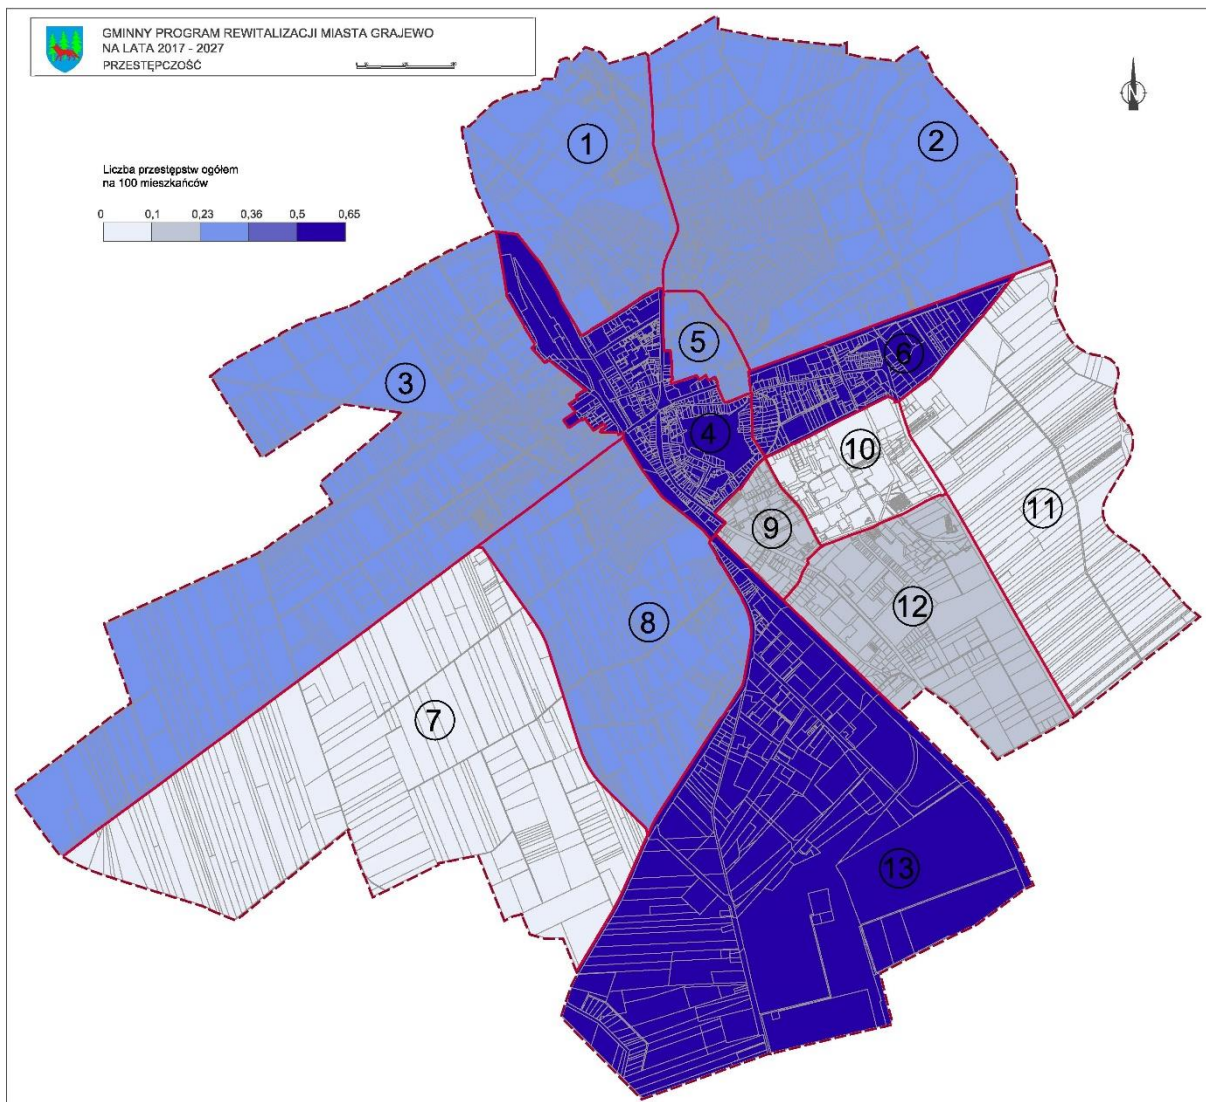 GMINNY PROGRAM REWITALIZACJI MIASTA GRAJEWO
NA LATA 2017 - 2027
PRZESTĘPCZOŚĆ
N
Liczba przestępstw ogółem
na 100 mieszkańców
0 0,1 0,23 0,36 0,5 0,65
1
2
3
5
6
4
10
11
9
12
8
7
13